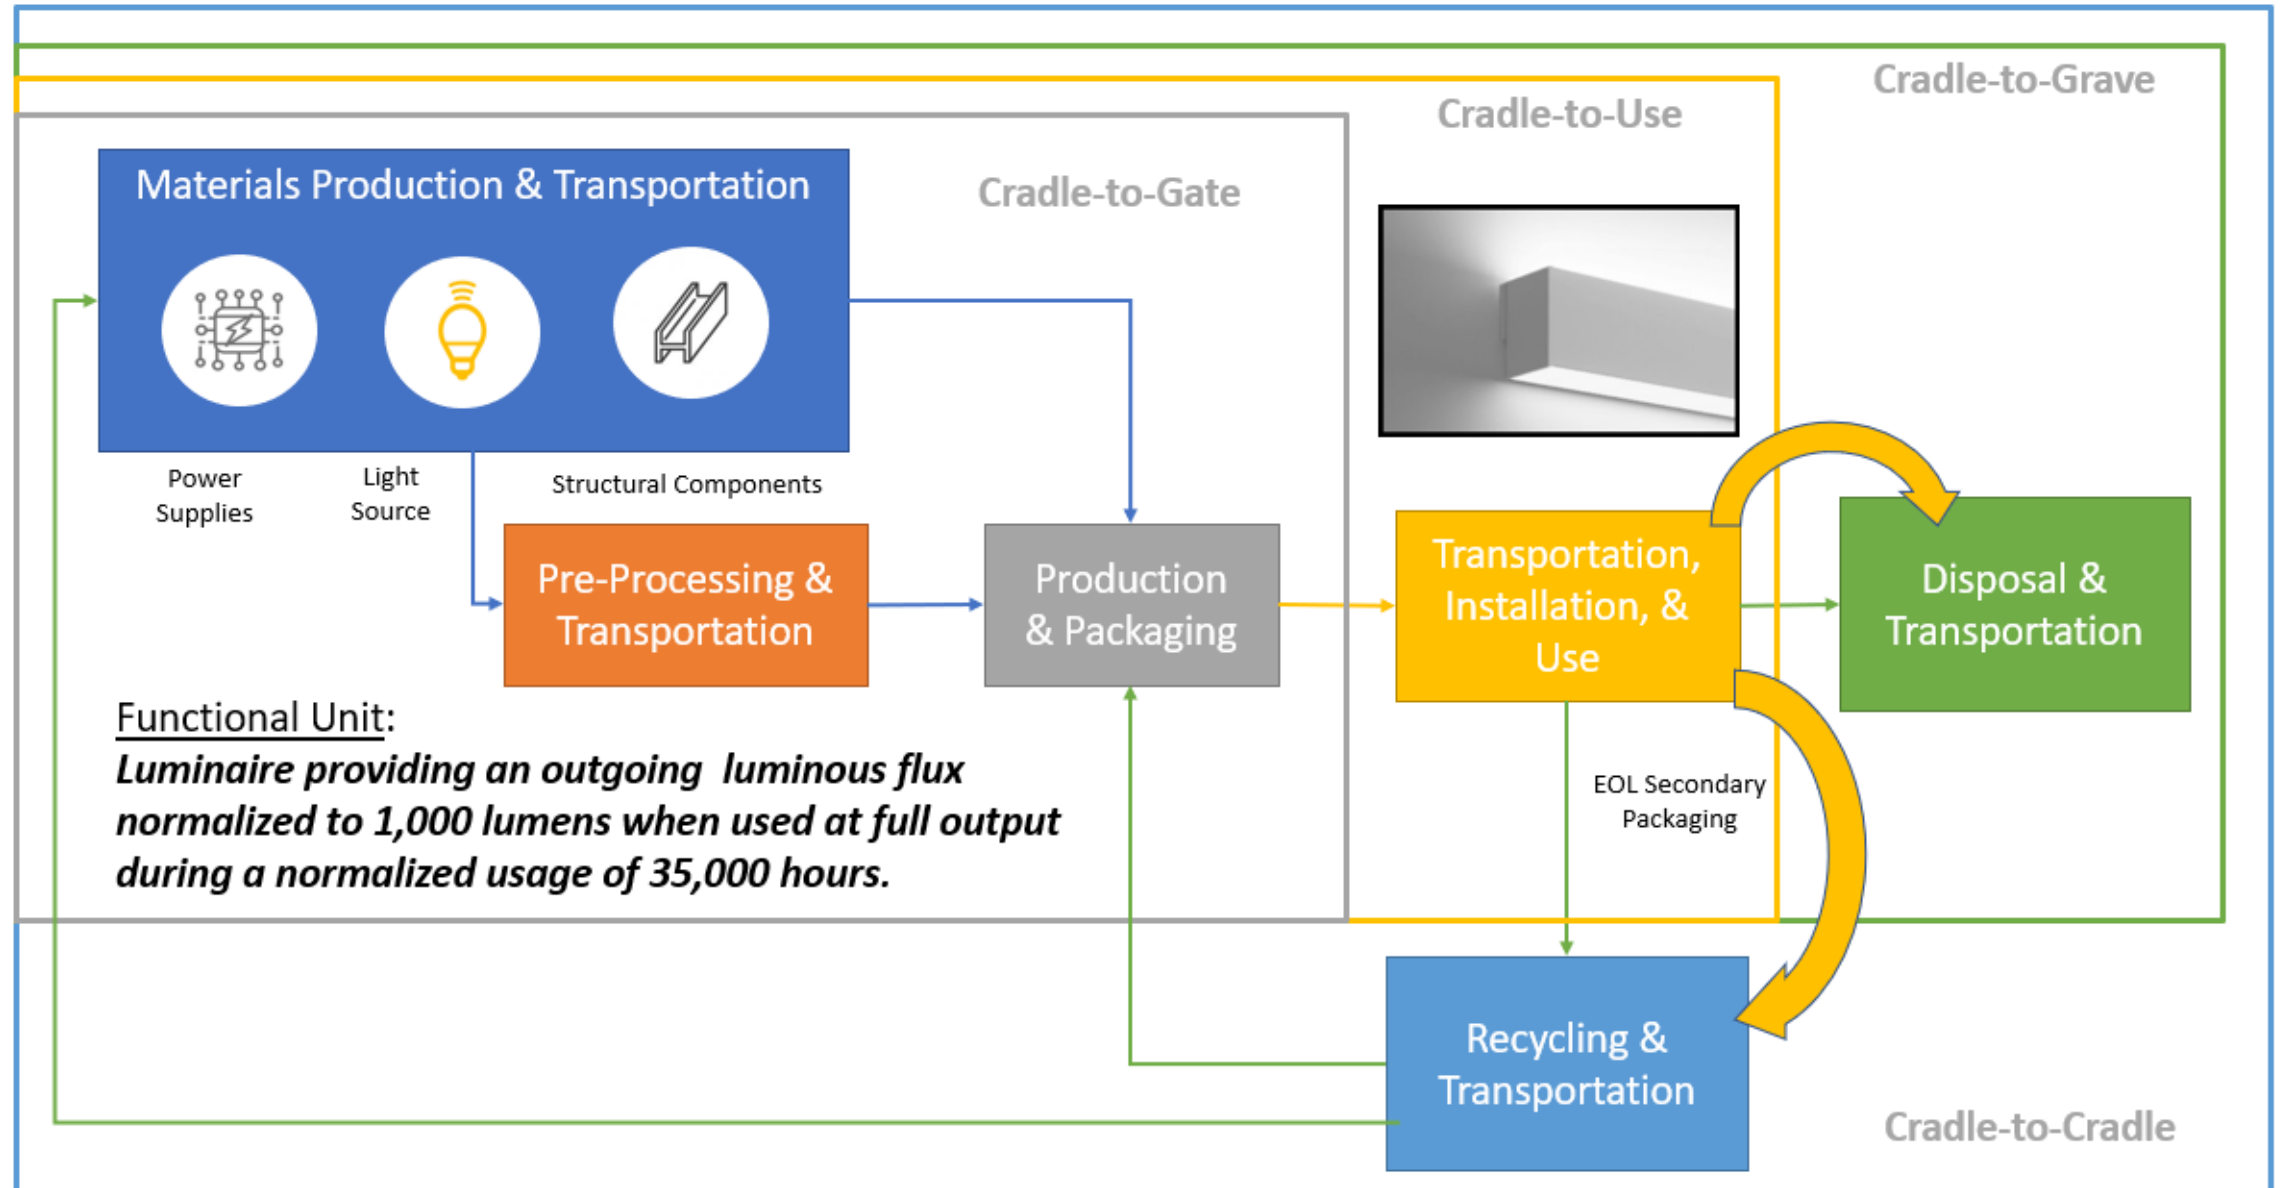 Cradle-to-Grave
Cradle-to-Use
Cradle-to-Gate
Materials Production & Transportation
Power
Supplies
Light
Source
Structural Components
Pre-Processing &
Transportation
Production
& Packaging
Transportation,
Installation, &
Use
Disposal &
Transportation
Functional Unit:
Luminaire providing an outgoing luminous flux
normalized to 1,000 lumens when used at full output
during a normalized usage of 35,000 hours.
EOL Secondary
Packaging
Recycling &
Transportation
Cradle-to-Cradle